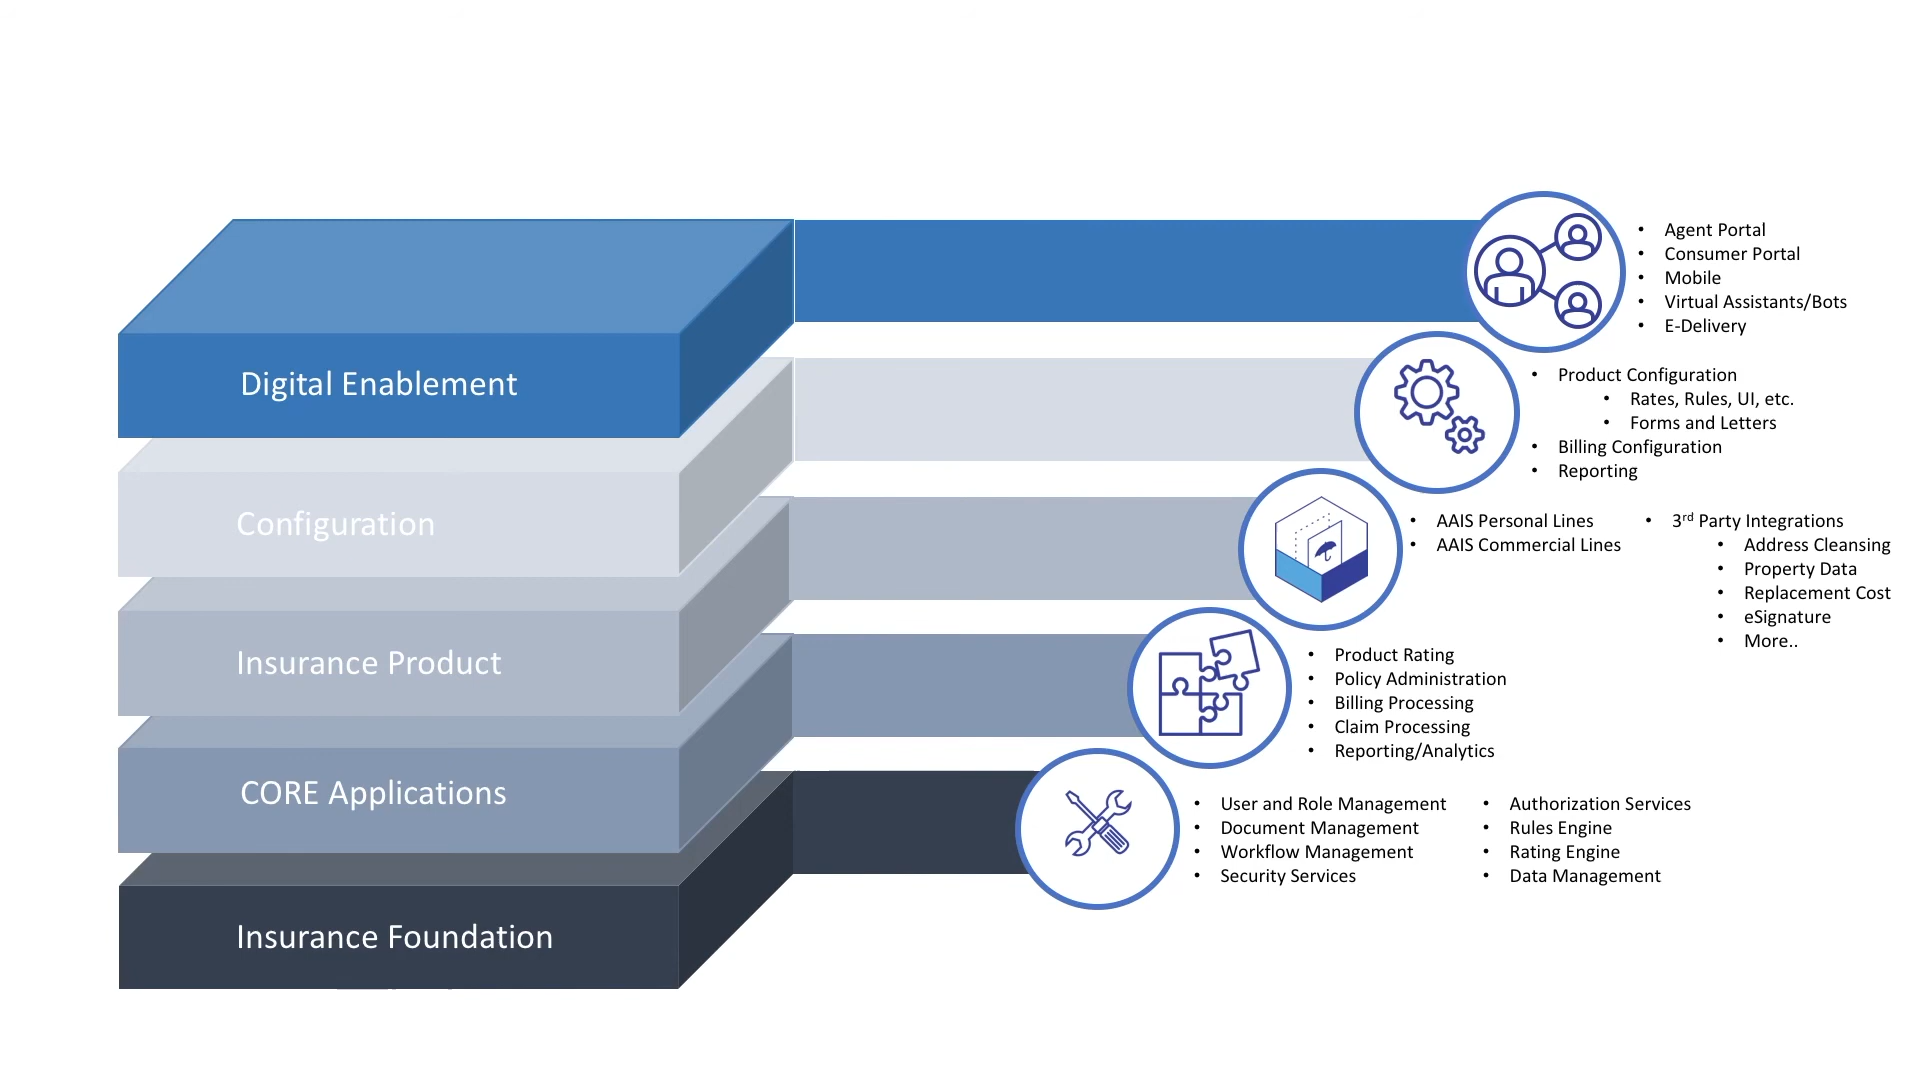 Digital Enablement
• Agent Portal
• Consumer Portal
• Mobile
• Virtual Assistants/Bots
• E-Delivery
Configuration
• Product Configuration
• Rates, Rules, UI, etc.
• Forms and Letters
• Billing Configuration
• Reporting
Insurance Product
• AAIS Personal Lines
• AAIS Commercial Lines
• 3rd Party Integrations
• Address Cleansing
• Property Data
• Replacement Cost
• eSignature
• More..
CORE Applications
• Product Rating
• Policy Administration
• Billing Processing
• Claim Processing
• Reporting/Analytics
Insurance Foundation
• User and Role Management
• Document Management
• Workflow Management
• Security Services
• Authorization Services
• Rules Engine
• Rating Engine
• Data Management